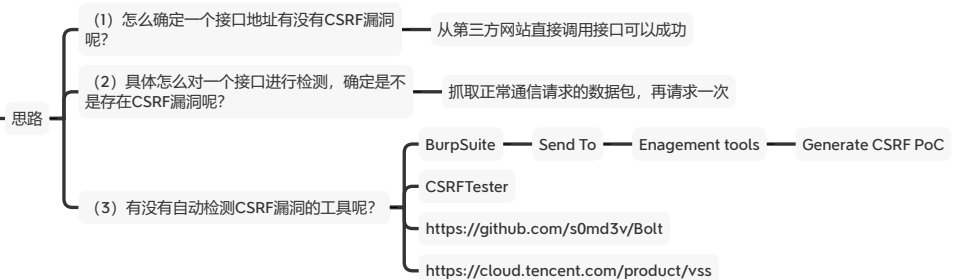 思路
（1）怎么确定一个接口地址有没有CSRF漏洞
呢？
从第三方网站直接调用接口可以成功
（2）具体怎么对一个接口进行检测，确定是不
是存在CSRF漏洞呢？
抓取正常通信请求的数据包，再请求一次
（3）有没有自动检测CSRF漏洞的工具呢？
BurpSuite
Send To
Enagement tools
Generate CSRF PoC
CSRFTester
https://github.com/s0md3v/Bolt
https://cloud.tencent.com/product/vss